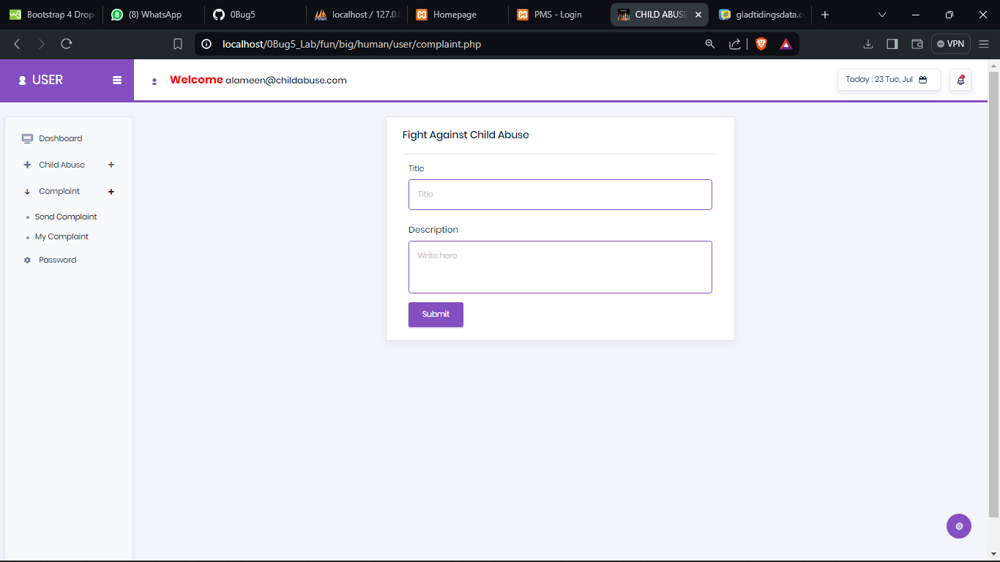 Bootstrap 4 Drop
(8) WhatsApp
0Bug5
localhost / 127.0.0
Homepage
PMS - Login
CHILD ABUSE
gladtidingsdata.c
localhost/0Bug5_Lab/fun/big/human/user/complaint.php
VPN
USER
Welcome alameen@childabuse.com
Today : 23 Tue, Jul
Dashboard
Child Abuse
Complaint
Send Complaint
My Complaint
Password
Fight Against Child Abuse
Title
Title
Description
Write here
Submit